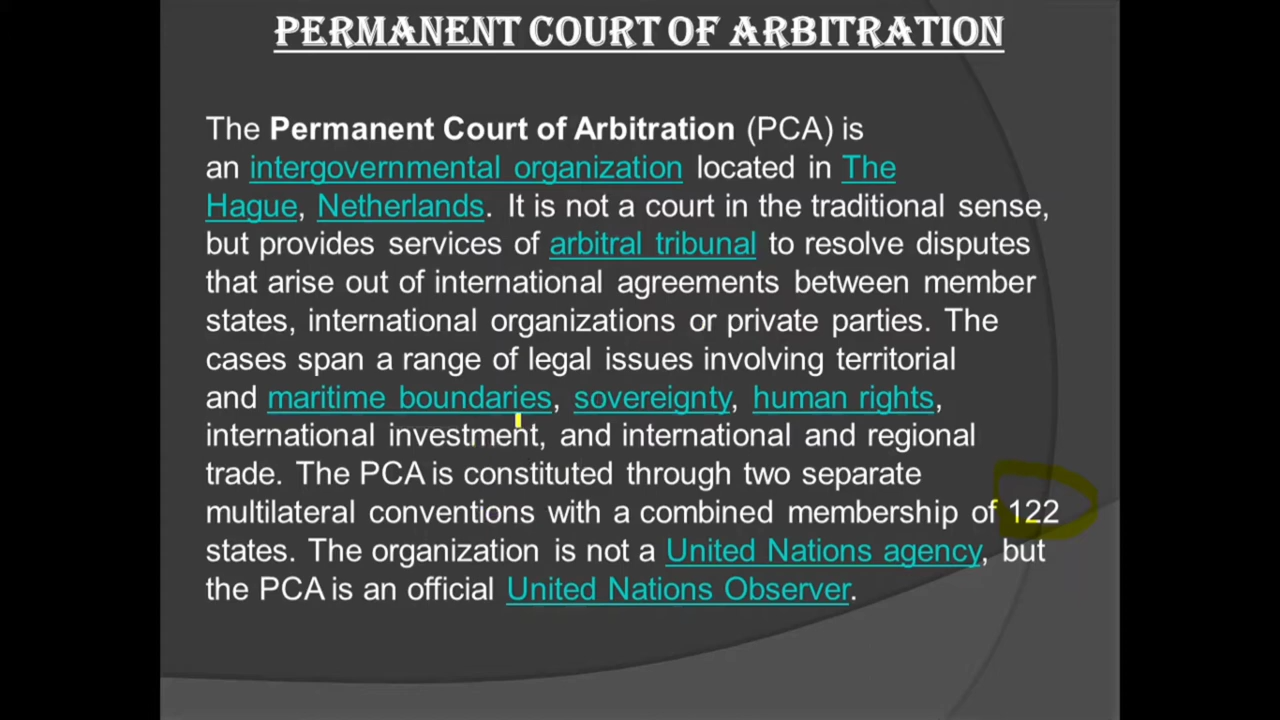 PERMANENT COURT OF ARBITRATION
The Permanent Court of Arbitration (PCA) is
an intergovernmental organization located in The
Hague, Netherlands. It is not a court in the traditional sense,
but provides services of arbitral tribunal to resolve disputes
that arise out of international agreements between member
states, international organizations or private parties. The
cases span a range of legal issues involving territorial
and maritime boundaries, sovereignty, human rights,
international investment, and international and regional
trade. The PCA is constituted through two separate
multilateral conventions with a combined membership of 122
states. The organization is not a United Nations agency, but
the PCA is an official United Nations Observer.